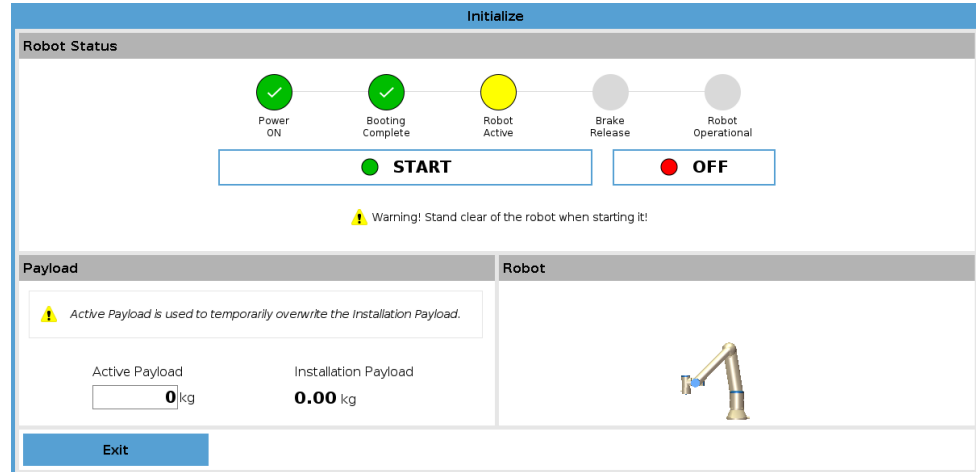 Initialize
Robot Status
Power
ON
Booting
Complete
Robot
Active
Brake
Release
Robot
Operational
START
OFF
Warning! Stand clear of the robot when starting it!
Payload
Active Payload is used to temporarily overwrite the Installation Payload.
Active Payload
0 kg
Installation Payload
0.00 kg
Robot
Exit